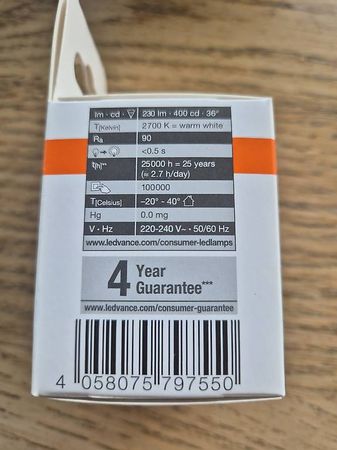 lm · cd · ▽ 230 lm · 400 cd · 36°
T[Kelvin] 2700 K = warm white
Ra 90
<0.5 s
t[h]** 25000 h = 25 years
(≈ 2.7 h/day)
100000
T[Celsius] –20° - 40°
Hg 0.0 mg
V · Hz 220-240 V~ · 50/60 Hz
www.ledvance.com/consumer-ledlamps
4 Year
Guarantee***
www.ledvance.com/consumer-guarantee
4 058075 797550